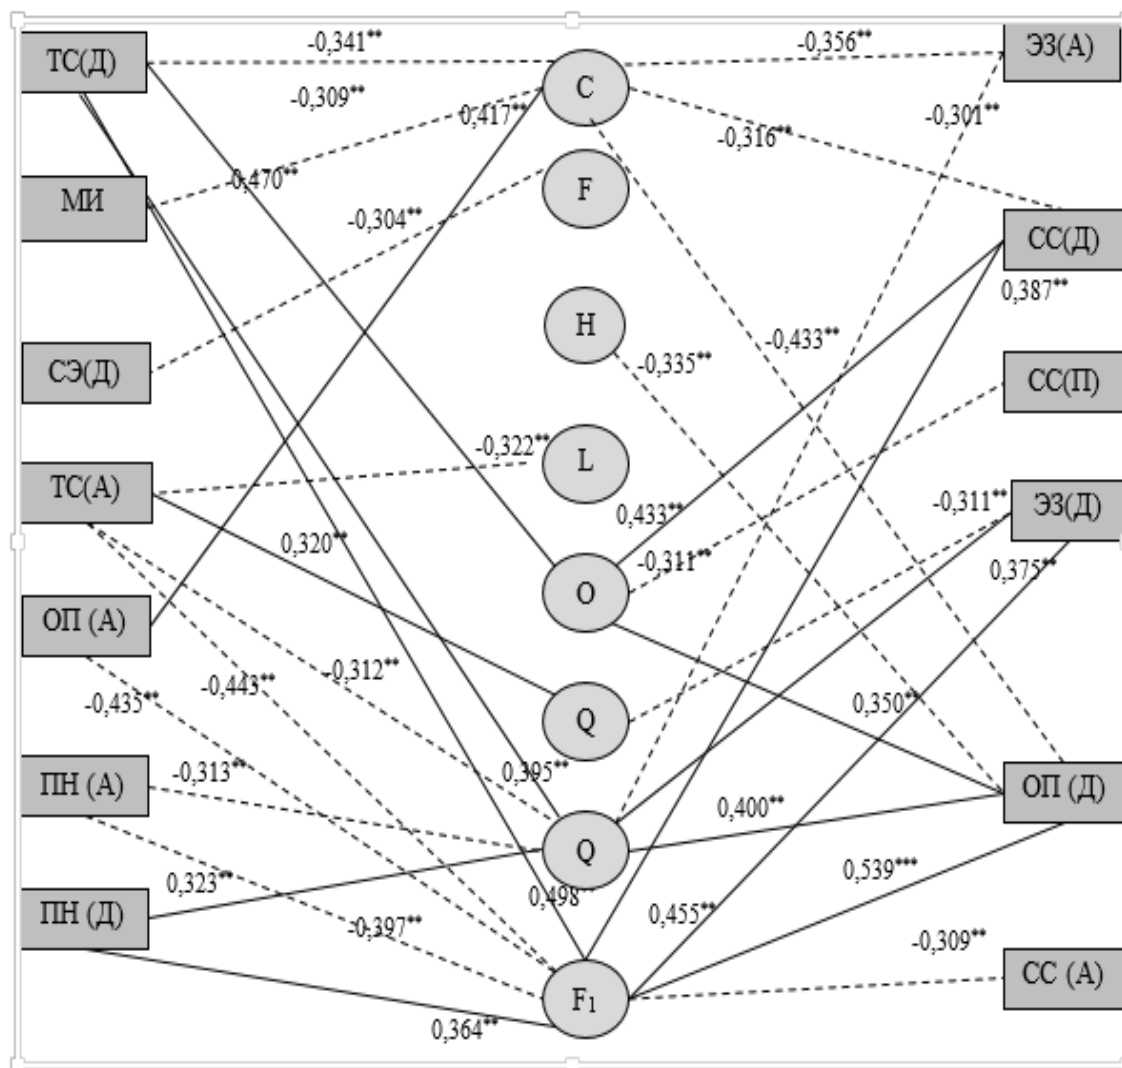 ТС(Д)
-0,341**
-0,356**
ЭЗ(А)
С
-0,309**
0,417**
-0,316**
-0,301**
-0,470**
F
МИ
-0,304**
СС(Д)
0,387**
H
-0,433**
-0,335**
СЭ(Д)
СС(П)
-0,322**
L
ТС(А)
-0,311**
ЭЗ(Д)
0,433**
0,320**
-0,311**
0,375**
О
ОП (А)
-0,312**
-0,443**
-0,435**
0,350**
Q
-0,313**
0,395**
ПН (А)
ОП (Д)
0,400**
Q
0,323**
0,498**
0,539***
ПН (Д)
0,455**
-0,397**
-0,309**
СС (А)
F1
0,364**